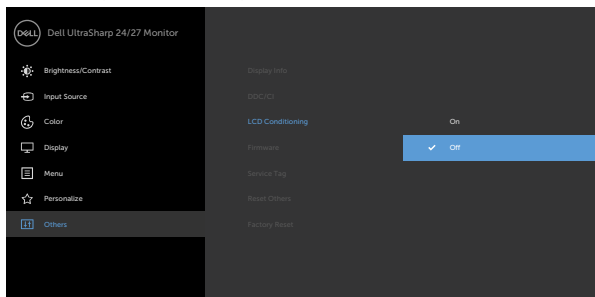 DELL
Dell UltraSharp 24/27 Monitor
Brightness/Contrast
Input Source
Color
Display
Menu
Personalize
Others
Display Info
DDC/CI
LCD Conditioning
Firmware
Service Tag
Reset Others
Factory Reset
On
Off